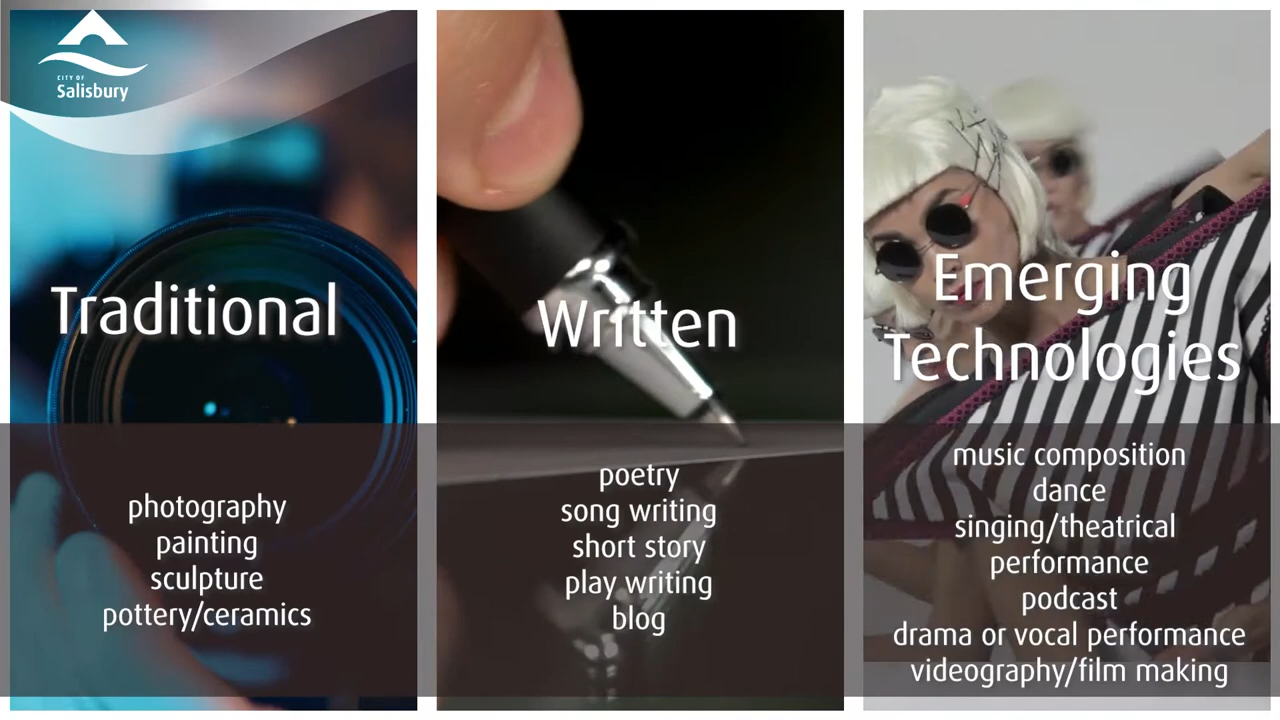 CITY OF
Salisbury
Traditional
photography
painting
sculpture
pottery/ceramics
Written
poetry
song writing
short story
play writing
blog
Emerging
Technologies
music composition
dance
singing/theatrical
performance
podcast
drama or vocal performance
videography/film making